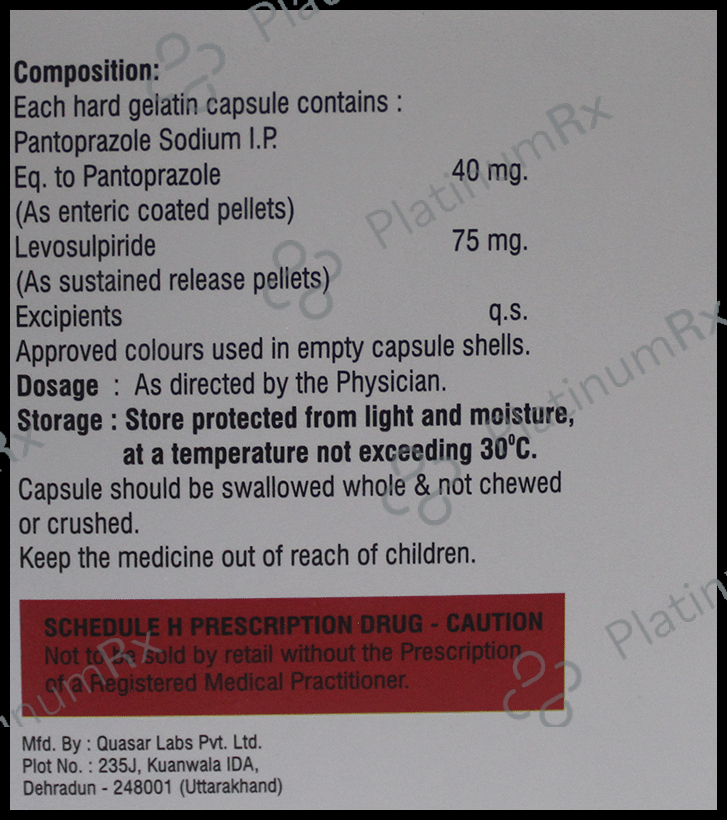 Composition:
Each hard gelatin capsule contains :
Pantoprazole Sodium I.P.
Eq. to Pantoprazole 40 mg.
(As enteric coated pellets)
Levosulpiride 75 mg.
(As sustained release pellets)
Excipients q.s.
Approved colours used in empty capsule shells.
Dosage : As directed by the Physician.
Storage : Store protected from light and moisture,
at a temperature not exceeding 30⁰C.
Capsule should be swallowed whole & not chewed
or crushed.
Keep the medicine out of reach of children.
SCHEDULE H PRESCRIPTION DRUG - CAUTION
Not to be sold by retail without the Prescription
of a Registered Medical Practitioner.
Mfd. By : Quasar Labs Pvt. Ltd.
Plot No. : 235J, Kuanwala IDA,
Dehradun - 248001 (Uttarakhand)
PlatinumRx
PlatinumRx
PlatinumRx